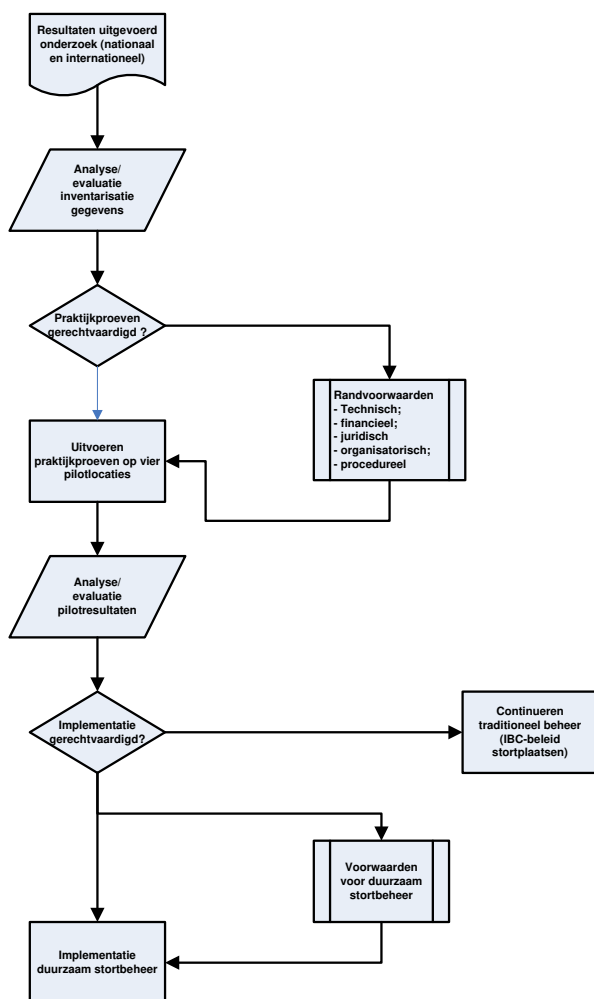 Resultaten uitgevoerd
onderzoek (nationaal
en internationeel)
Analyse/
evaluatie
inventarisatie
gegevens
Praktijkproeven
gerechtvaardigd ?
Randvoorwaarden
- Technisch;
- financieel;
- juridisch
- organisatorisch;
- procedureel
Uitvoeren
praktijkproeven op vier
pilotlocaties
Analyse/
evaluatie
pilotresultaten
Implementatie
gerechtvaardigd?
Continueren
traditioneel beheer
(IBC-beleid
stortplaatsen)
Voorwaarden
voor duurzaam
stortbeheer
Implementatie
duurzaam stortbeheer